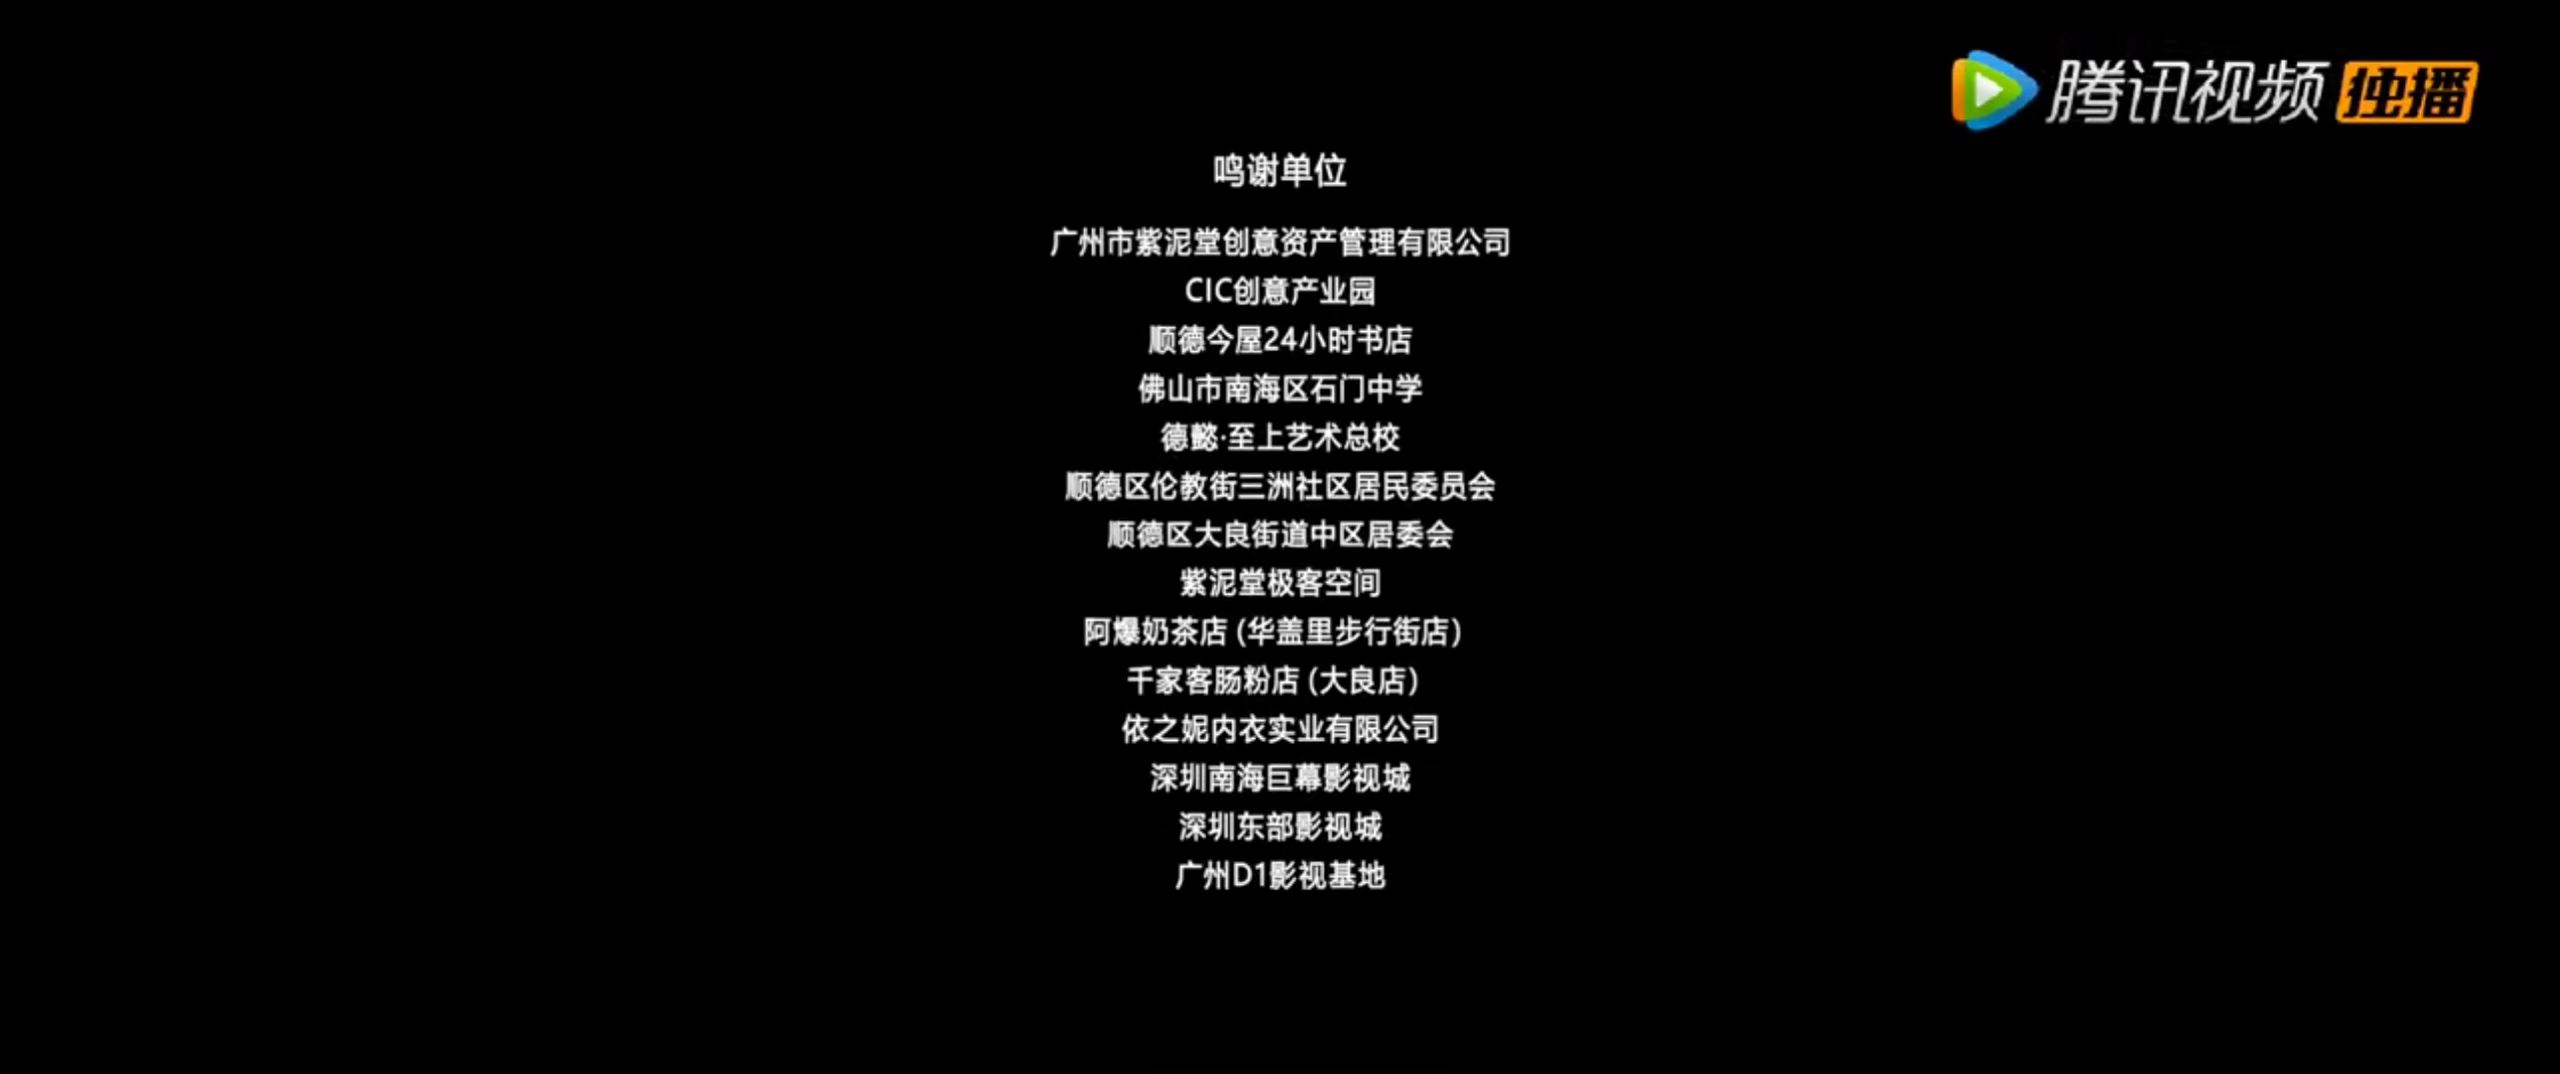 腾讯视频 独播
鸣谢单位
广州市紫泥堂创意资产管理有限公司
CIC创意产业园
顺德今屋24小时书店
佛山市南海区石门中学
德懿·至上艺术总校
顺德区伦教街三洲社区居民委员会
顺德区大良街道中区居委会
紫泥堂极客空间
阿爆奶茶店 (华盖里步行街店)
千家客肠粉店 (大良店)
依之妮内衣实业有限公司
深圳南海巨幕影视城
深圳东部影视城
广州D1影视基地